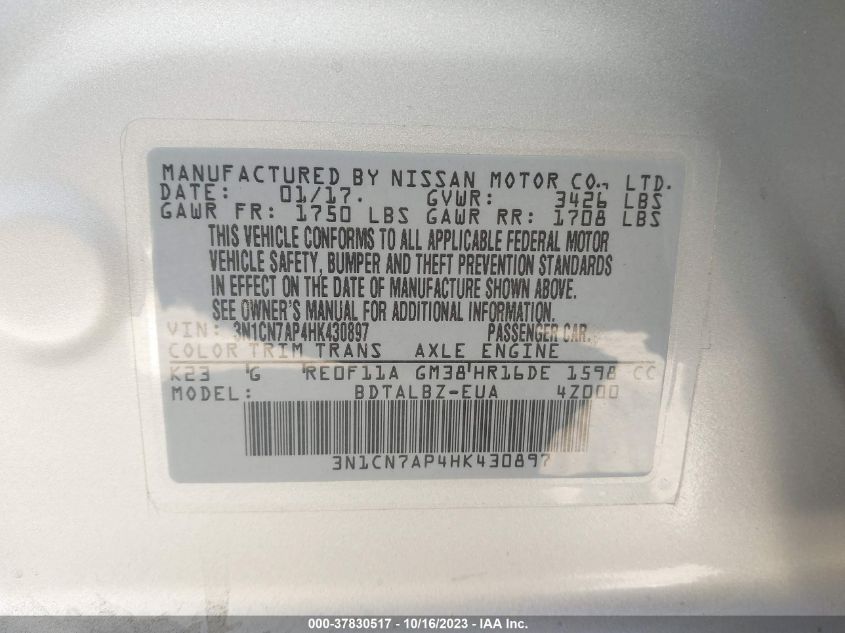 MANUFACTURED BY NISSAN MOTOR CO., LTD.
DATE: 01/17. GVWR: 3426 LBS
GAWR FR: 1750 LBS GAWR RR: 1708 LBS
THIS VEHICLE CONFORMS TO ALL APPLICABLE FEDERAL MOTOR
VEHICLE SAFETY, BUMPER AND THEFT PREVENTION STANDARDS
IN EFFECT ON THE DATE OF MANUFACTURE SHOWN ABOVE.
SEE OWNER'S MANUAL FOR ADDITIONAL INFORMATION.
VIN: 3N1CN7AP4HK430897 PASSENGER CAR.
COLOR TRIM TRANS AXLE ENGINE
K23 G RE0F11A GM38 HR16DE 1598 CC
MODEL: BDTALBZ-EUA 4Z000
3N1CN7AP4HK430897
000-37830517 - 10/16/2023 - Copyright © IAA